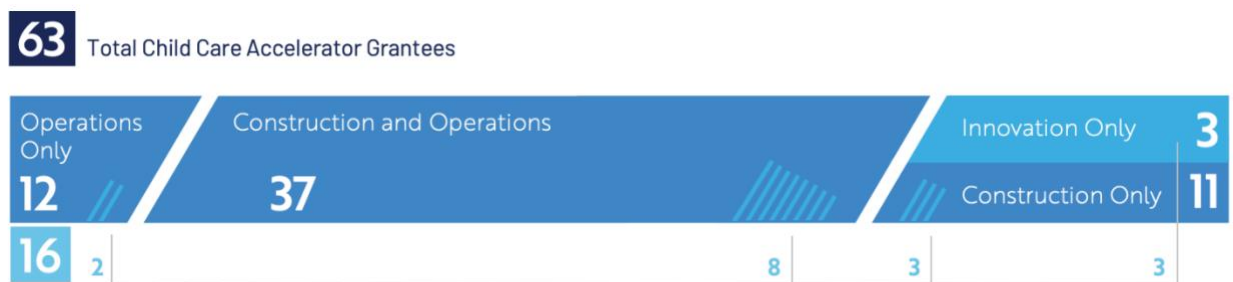 63 Total Child Care Accelerator Grantees
Operations Construction and Operations Innovation Only 3
Only
12 37 Construction Only 11
16 2 8 3 3